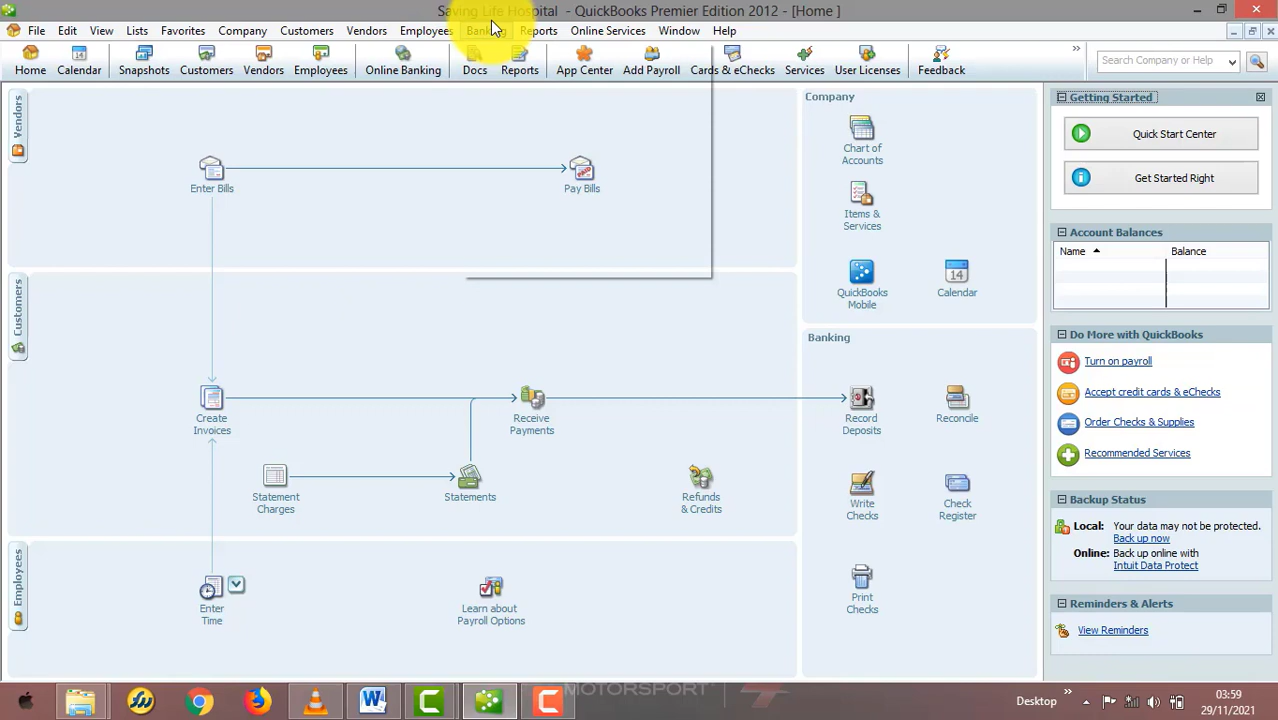 Saving Life Hospital - QuickBooks Premier Edition 2012 - [Home ]
File Edit View Lists Favorites Company Customers Vendors Employees Banking Reports Online Services Window Help
Home Calendar Snapshots Customers Vendors Employees Online Banking Docs Reports App Center Add Payroll Cards & eChecks Services User Licenses Feedback
Search Company or Help
Vendors
Enter Bills
Pay Bills
Customers
Create
Invoices
Receive
Payments
Statement
Charges
Statements
Refunds
& Credits
Employees
Enter
Time
Learn about
Payroll Options
Company
Chart of
Accounts
Items &
Services
QuickBooks
Mobile
14
Calendar
Banking
Record
Deposits
Reconcile
Write
Checks
Check
Register
Print
Checks
Getting Started
Quick Start Center
Get Started Right
Account Balances
Name Balance
Do More with QuickBooks
Turn on payroll
Accept credit cards & eChecks
Order Checks & Supplies
Recommended Services
Backup Status
Local: Your data may not be protected.
Back up now
Online: Back up online with
Intuit Data Protect
Reminders & Alerts
View Reminders
MOTORSPORT
Desktop
03:59
29/11/2021